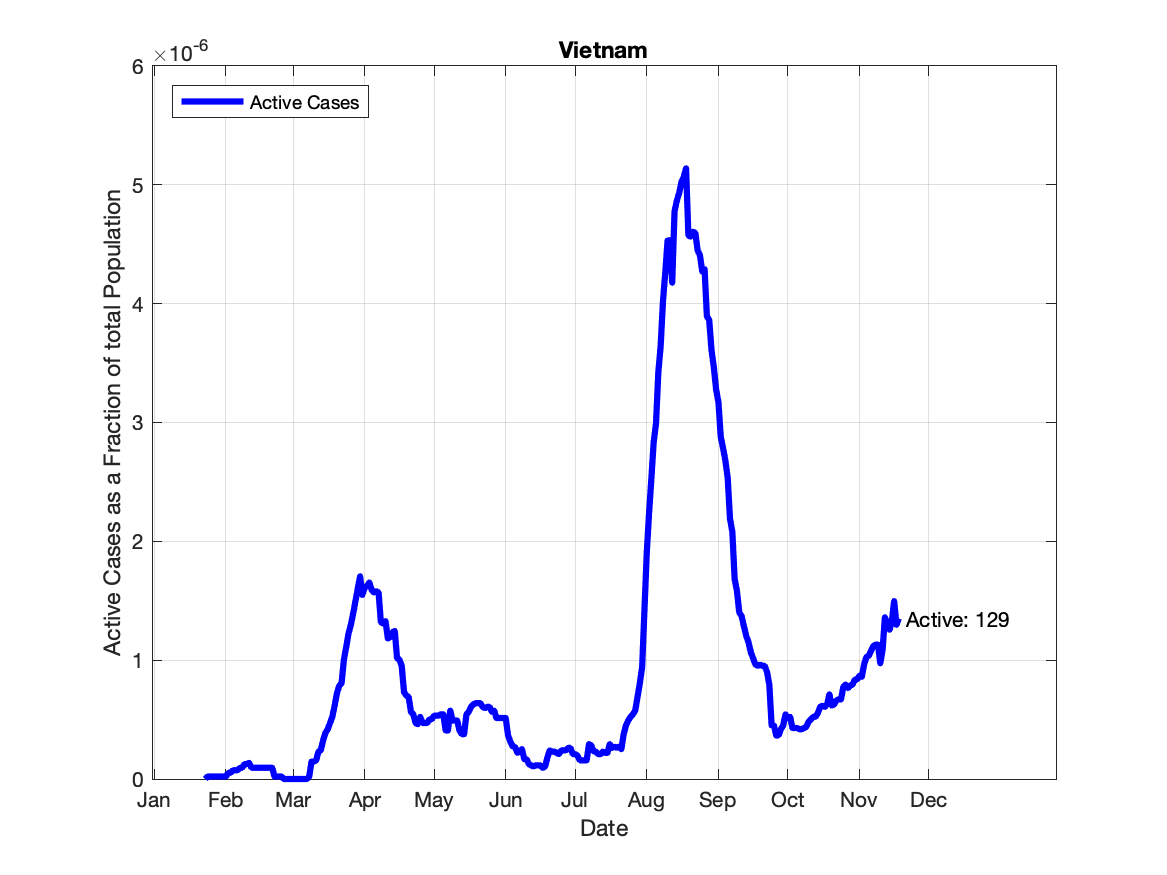 Vietnam
×10-6
Active Cases
6
5
4
3
2
1
0
Active Cases as a Fraction of total Population
Active: 129
Jan Feb Mar Apr May Jun Jul Aug Sep Oct Nov Dec
Date